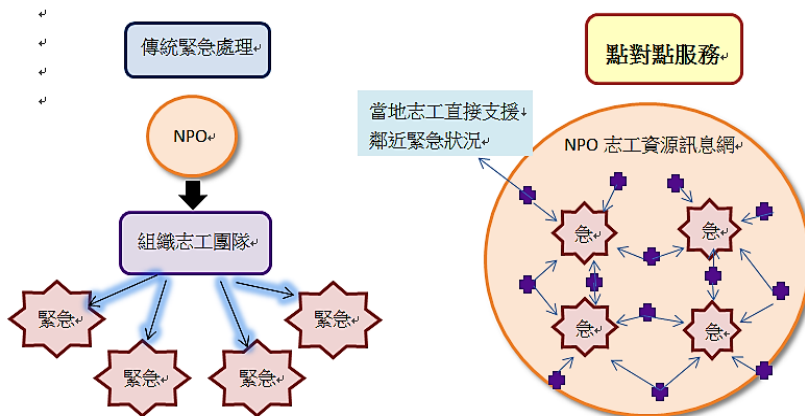 傳統緊急處理
點對點服務
NPO
當地志工直接支援
鄰近緊急狀況
NPO 志工資源訊息網
組織志工團隊
急
急
緊急
緊急
急
急
緊急
緊急